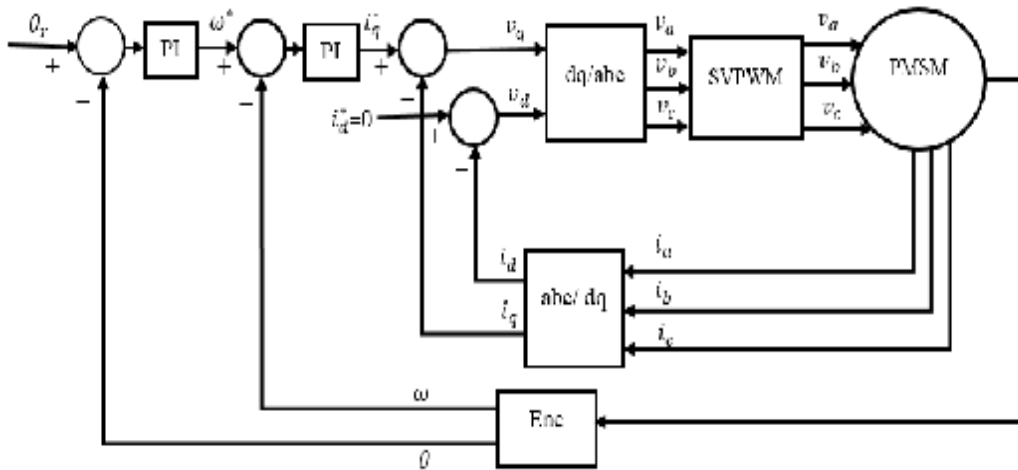 θr
ω*
i*q
vq
va
va
+
PI
+
PI
+
dq/abc
vb
SVPWM
vb
PMSM
−
−
−
vd
vc
vc
i*d=0
+
−
id
ia
abc/ dq
ib
iq
ic
ω
Enc
θ